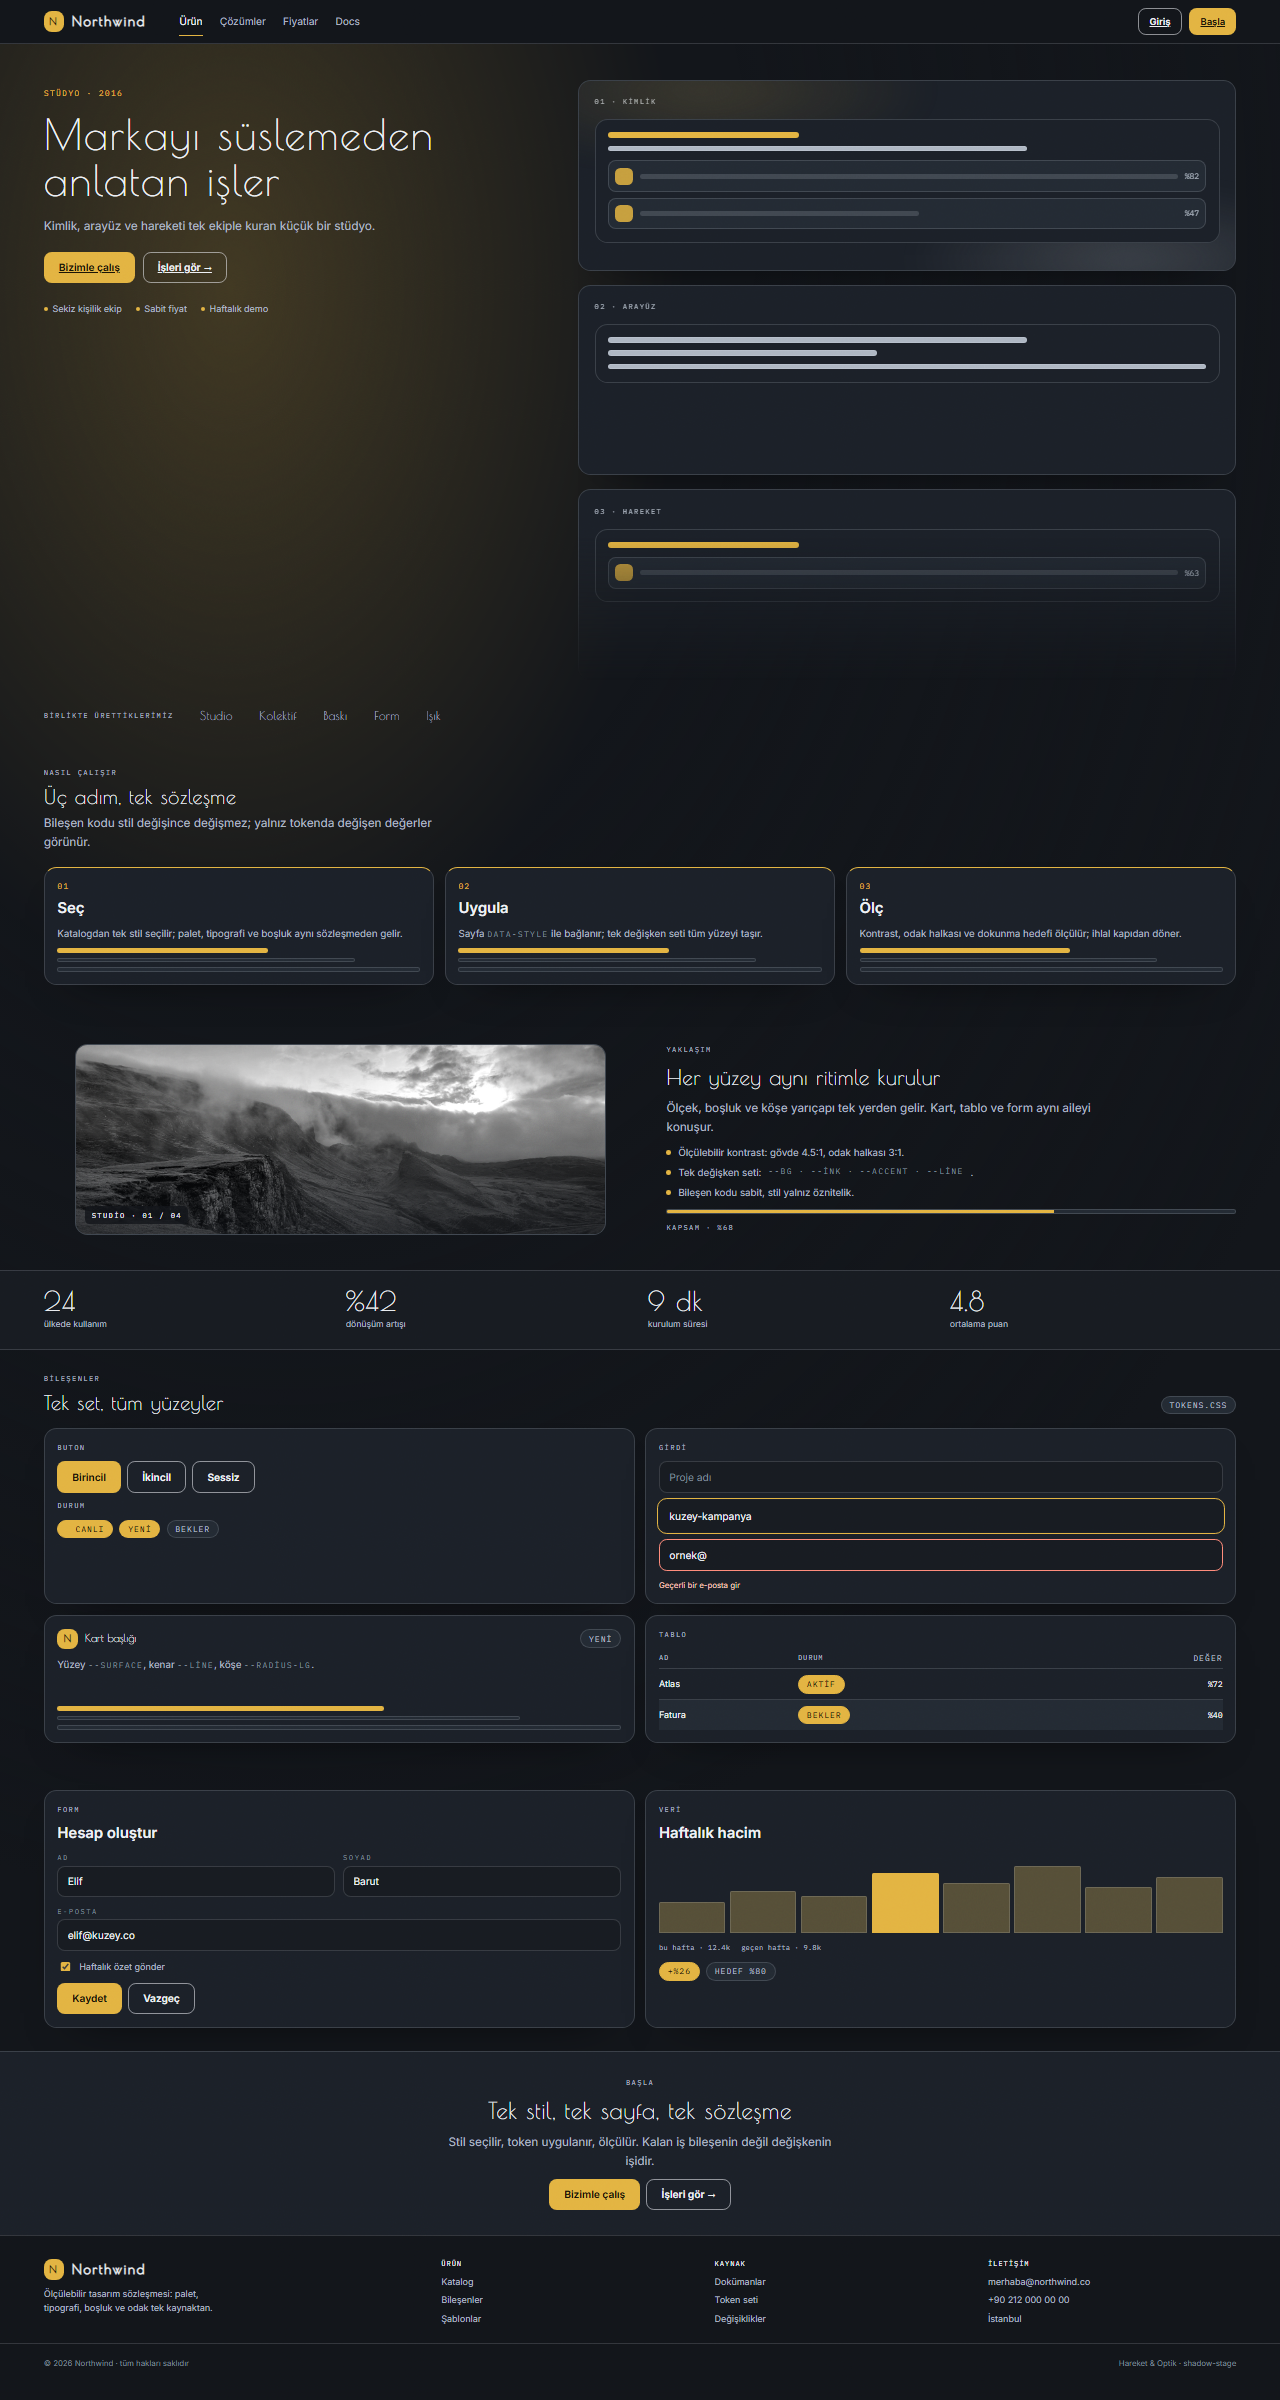 N Northwind Ürün Çözümler Fiyatlar Docs Giriş Başla
STÜDYO · 2016
Markayı süslemeden
anlatan işler
Kimlik, arayüz ve hareketi tek ekiple kuran küçük bir stüdyo.
Bizimle çalış İşleri gör →
Sekiz kişilik ekip Sabit fiyat Haftalık demo
01 · KİMLİK
%82
%47
02 · ARAYÜZ
03 · HAREKET
%63
BİRLİKTE ÜRETTİKLERİMİZ Studio Kolektif Baskı Form Işık
NASIL ÇALIŞIR
Üç adım, tek sözleşme
Bileşen kodu stil değişince değişmez; yalnız tokenda değişen değerler
görünür.
01
Seç
Katalogdan tek stil seçilir; palet, tipografi ve boşluk aynı sözleşmeden gelir.
02
Uygula
Sayfa DATA-STYLE ile bağlanır; tek değişken seti tüm yüzeyi taşır.
03
Ölç
Kontrast, odak halkası ve dokunma hedefi ölçülür; ihlal kapıdan döner.
STUDİO · 01 / 04
YAKLAŞIM
Her yüzey aynı ritimle kurulur
Ölçek, boşluk ve köşe yarıçapı tek yerden gelir. Kart, tablo ve form aynı aileyi
konuşur.
Ölçülebilir kontrast: gövde 4.5:1, odak halkası 3:1.
Tek değişken seti: --BG · --İNK · --ACCENT · --LİNE .
Bileşen kodu sabit, stil yalnız öznitelik.
KAPSAM · %68
24 %42 9 dk 4.8
ülkede kullanım dönüşüm artışı kurulum süresi ortalama puan
BİLEŞENLER
Tek set, tüm yüzeyler TOKENS.CSS
BUTON
Birincil İkincil Sessiz
DURUM
CANLI YENİ BEKLER
GİRDİ
Proje adı
kuzey-kampanya
ornek@
Geçerli bir e-posta gir
N Kart başlığı YENİ
Yüzey --SURFACE, kenar --LİNE, köşe --RADİUS-LG.
TABLO
AD DURUM DEĞER
Atlas AKTİF %72
Fatura BEKLER %40
FORM
Hesap oluştur
AD SOYAD
Elif Barut
E-POSTA
elif@kuzey.co
Haftalık özet gönder
Kaydet Vazgeç
VERİ
Haftalık hacim
bu hafta · 12.4k geçen hafta · 9.8k
+%26 HEDEF %80
BAŞLA
Tek stil, tek sayfa, tek sözleşme
Stil seçilir, token uygulanır, ölçülür. Kalan iş bileşenin değil değişkenin
işidir.
Bizimle çalış İşleri gör →
N Northwind
Ölçülebilir tasarım sözleşmesi: palet,
tipografi, boşluk ve odak tek kaynaktan.
ÜRÜN
Katalog
Bileşenler
Şablonlar
KAYNAK
Dokümanlar
Token seti
Değişiklikler
İLETİŞİM
merhaba@northwind.co
+90 212 000 00 00
İstanbul
© 2026 Northwind · tüm hakları saklıdır Hareket & Optik · shadow-stage